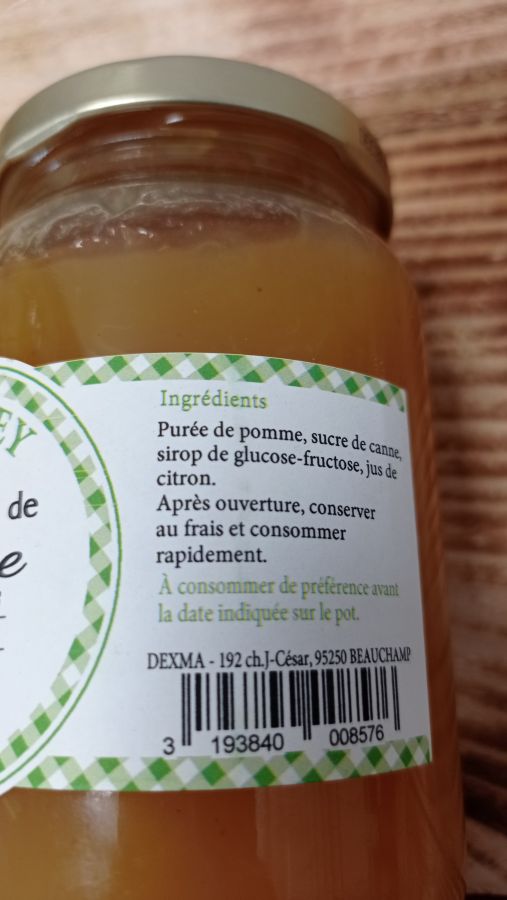 EY
de
e
Ingrédients
Purée de pomme, sucre de canne,
sirop de glucose-fructose, jus de
citron.
Après ouverture, conserver
au frais et consommer
rapidement.
À consommer de préférence avant
la date indiquée sur le pot.
DEXMA - 192 ch.J-César, 95250 BEAUCHAMP
3 193840 008576